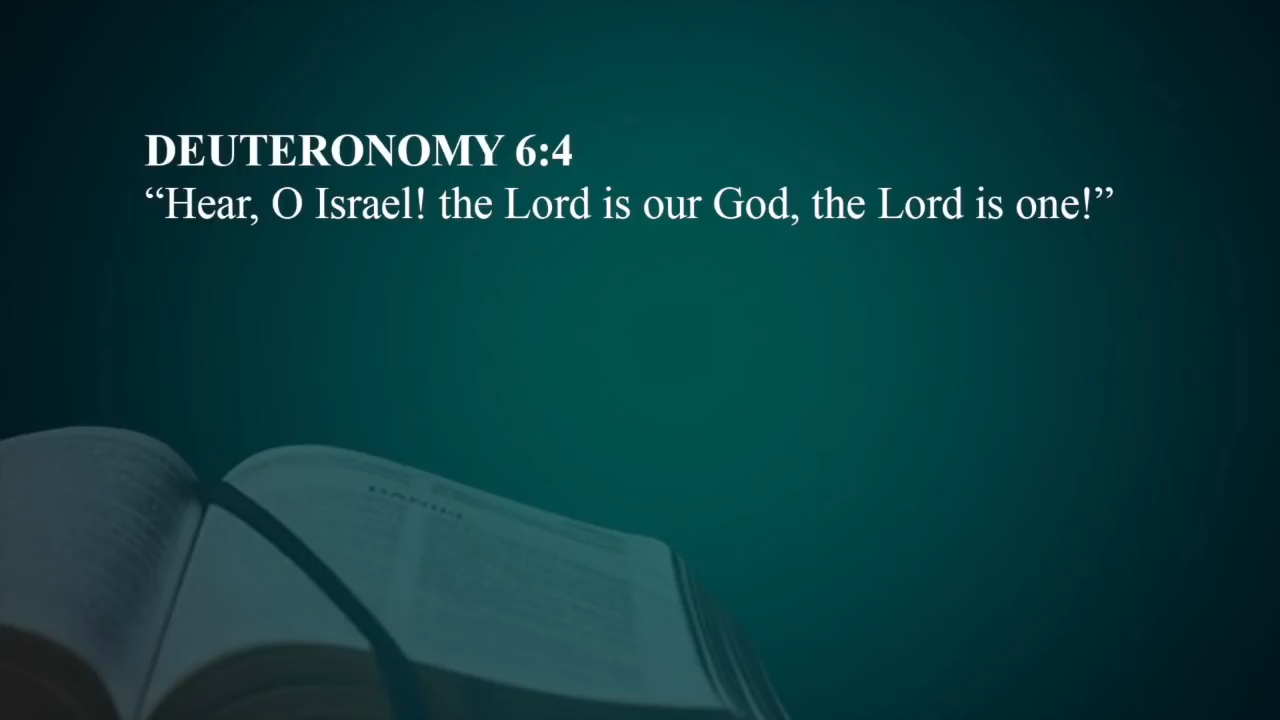 DEUTERONOMY 6:4
“Hear, O Israel! the Lord is our God, the Lord is one!”